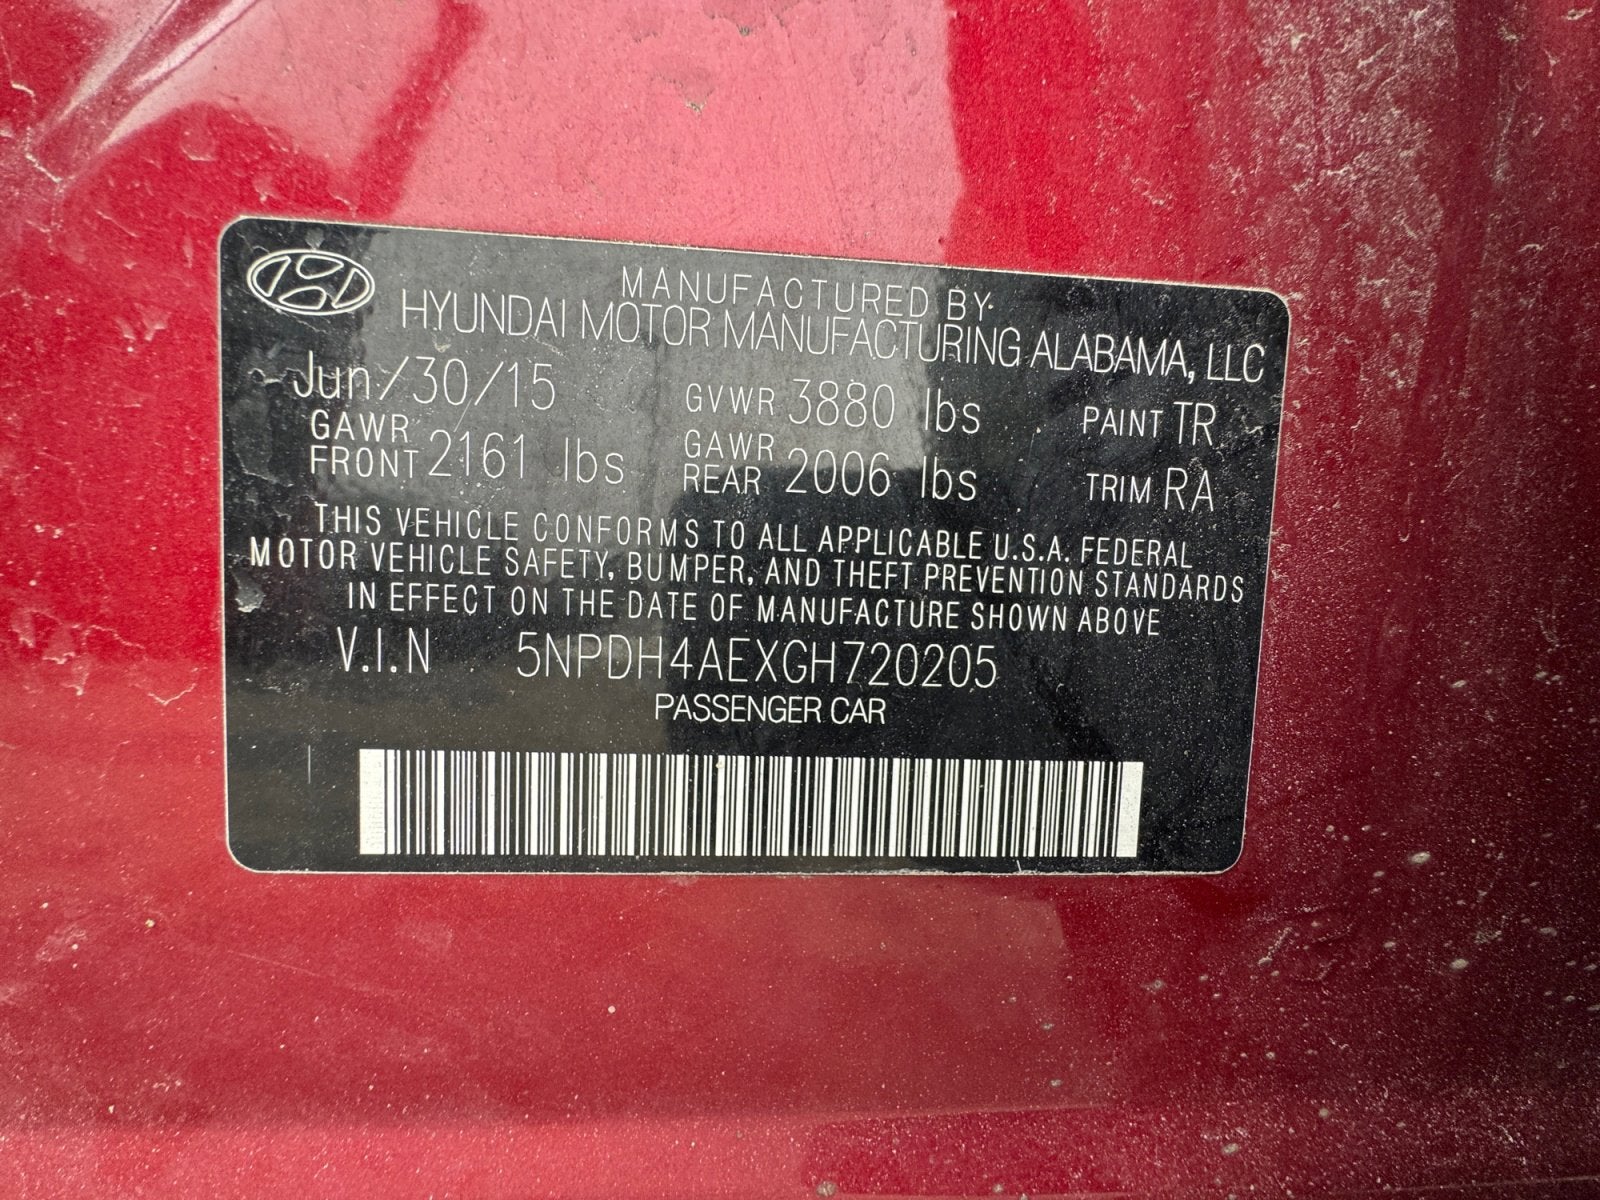 MANUFACTURED BY
HYUNDAI MOTOR MANUFACTURING ALABAMA, LLC
Jun/30/15 GVWR 3880 lbs PAINT TR
GAWR FRONT 2161 lbs GAWR REAR 2006 lbs TRIM RA
THIS VEHICLE CONFORMS TO ALL APPLICABLE U.S.A. FEDERAL
MOTOR VEHICLE SAFETY, BUMPER, AND THEFT PREVENTION STANDARDS
IN EFFECT ON THE DATE OF MANUFACTURE SHOWN ABOVE
V.I.N 5NPDH4AEXGH720205
PASSENGER CAR